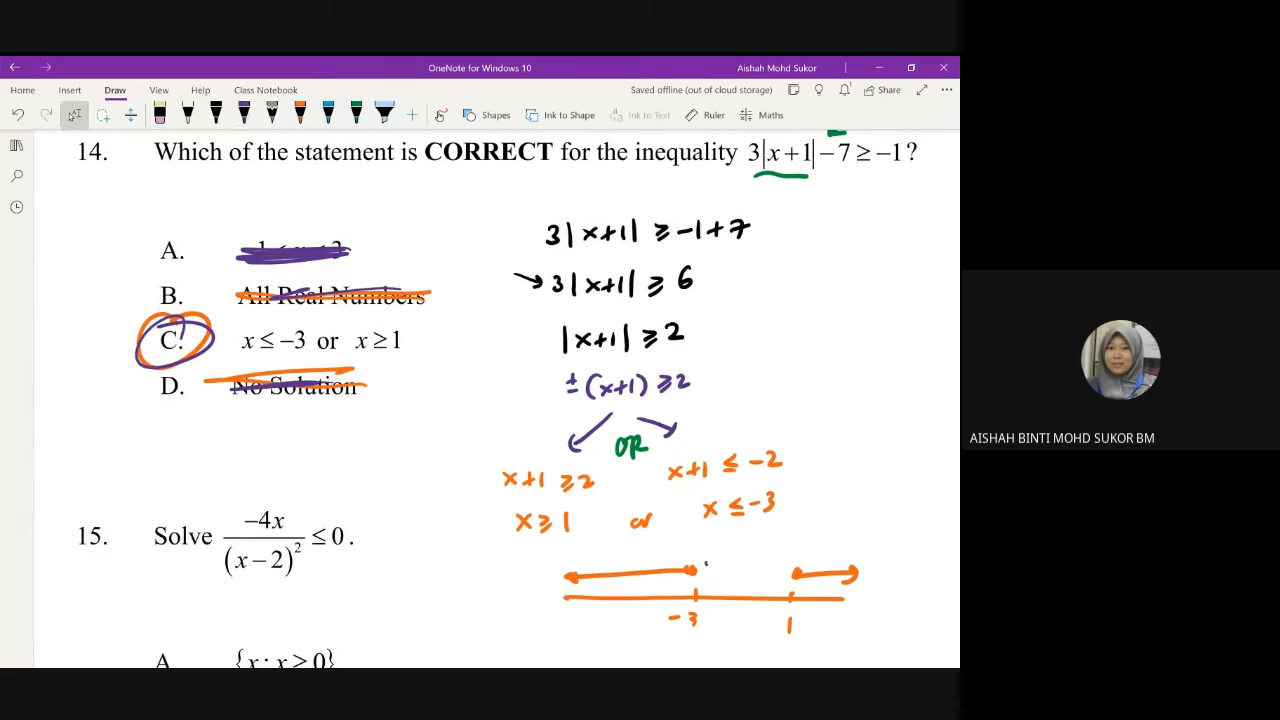 OneNote for Windows 10
Aishah Mohd Sukor
Home Insert Draw View Help Class Notebook
Saved offline (out of cloud storage)
Share
Shapes Ink to Shape Ink to Text Ruler Maths
14. Which of the statement is CORRECT for the inequality 3|x+1|−7≥−1?
3|x+1| ≥ -1+7
A.
→ 3|x+1| ≥ 6
B. All Real Numbers
C. x ≤ −3 or x ≥ 1
|x+1| ≥ 2
D. No Solution
±(x+1) ≥ 2
OR
x+1 ≥ 2
x+1 ≤ -2
x ≥ 1 or x ≤ -3
15. Solve −4x/(x−2)² ≤ 0.
-3 1
A {x : x ≥ 0}
AISHAH BINTI MOHD SUKOR BM